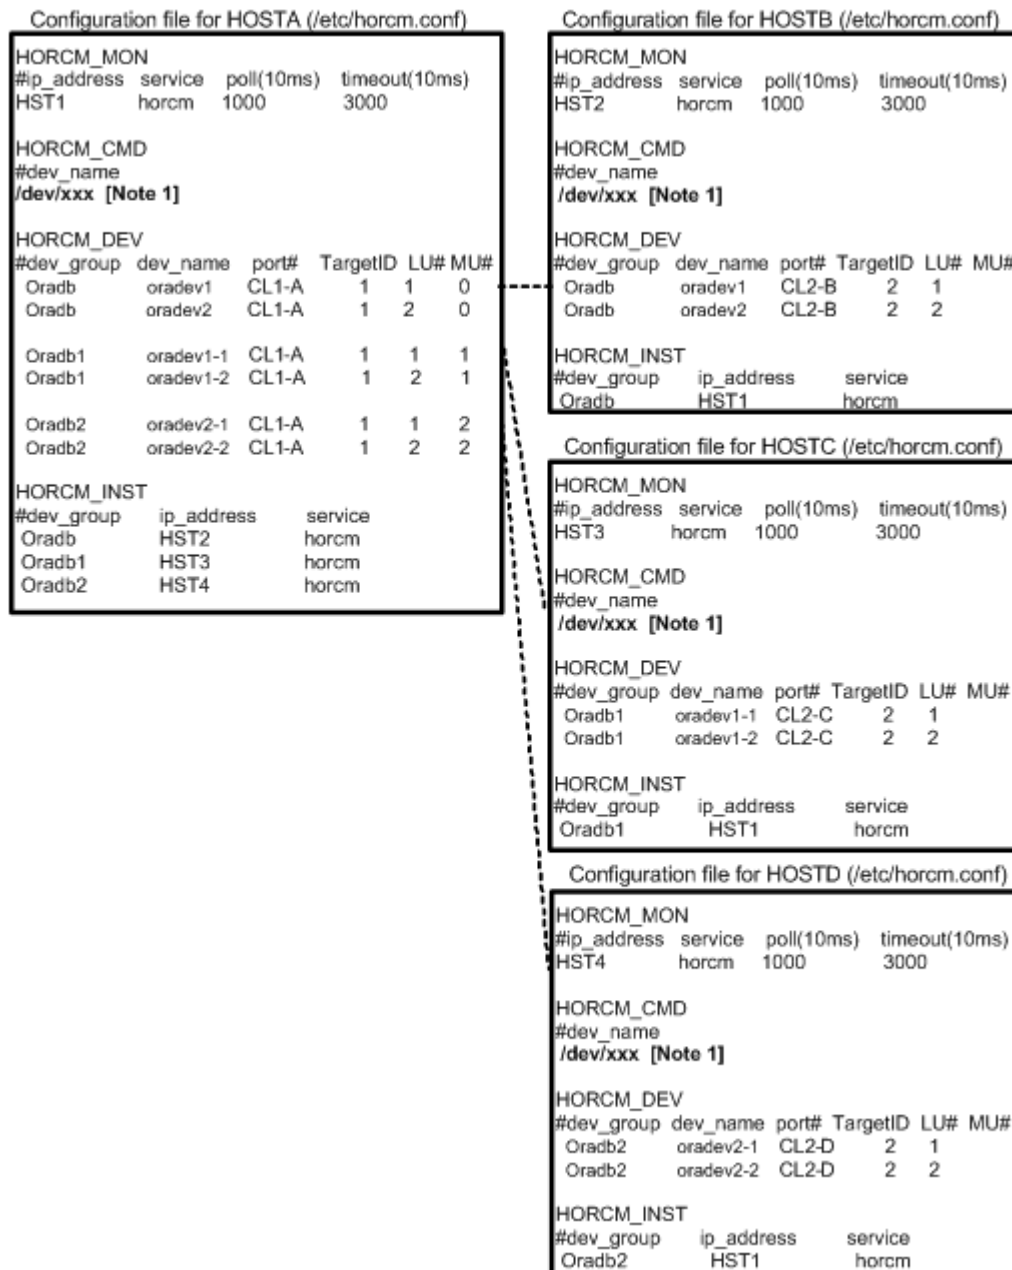 Configuration file for HOSTA (/etc/horcm.conf)
HORCM_MON
#ip_address service poll(10ms) timeout(10ms)
HST1 horcm 1000 3000
HORCM_CMD
#dev_name
/dev/xxx [Note 1]
HORCM_DEV
#dev_group dev_name port# TargetID LU# MU#
Oradb oradev1 CL1-A 1 1 0
Oradb oradev2 CL1-A 1 2 0
Oradb1 oradev1-1 CL1-A 1 1 1
Oradb1 oradev1-2 CL1-A 1 2 1
Oradb2 oradev2-1 CL1-A 1 1 2
Oradb2 oradev2-2 CL1-A 1 2 2
HORCM_INST
#dev_group ip_address service
Oradb HST2 horcm
Oradb1 HST3 horcm
Oradb2 HST4 horcm
Configuration file for HOSTB (/etc/horcm.conf)
HORCM_MON
#ip_address service poll(10ms) timeout(10ms)
HST2 horcm 1000 3000
HORCM_CMD
#dev_name
/dev/xxx [Note 1]
HORCM_DEV
#dev_group dev_name port# TargetID LU# MU#
Oradb oradev1 CL2-B 2 1
Oradb oradev2 CL2-B 2 2
HORCM_INST
#dev_group ip_address service
Oradb HST1 horcm
Configuration file for HOSTC (/etc/horcm.conf)
HORCM_MON
#ip_address service poll(10ms) timeout(10ms)
HST3 horcm 1000 3000
HORCM_CMD
#dev_name
/dev/xxx [Note 1]
HORCM_DEV
#dev_group dev_name port# TargetID LU# MU#
Oradb1 oradev1-1 CL2-C 2 1
Oradb1 oradev1-2 CL2-C 2 2
HORCM_INST
#dev_group ip_address service
Oradb1 HST1 horcm
Configuration file for HOSTD (/etc/horcm.conf)
HORCM_MON
#ip_address service poll(10ms) timeout(10ms)
HST4 horcm 1000 3000
HORCM_CMD
#dev_name
/dev/xxx [Note 1]
HORCM_DEV
#dev_group dev_name port# TargetID LU# MU#
Oradb2 oradev2-1 CL2-D 2 1
Oradb2 oradev2-2 CL2-D 2 2
HORCM_INST
#dev_group ip_address service
Oradb2 HST1 horcm